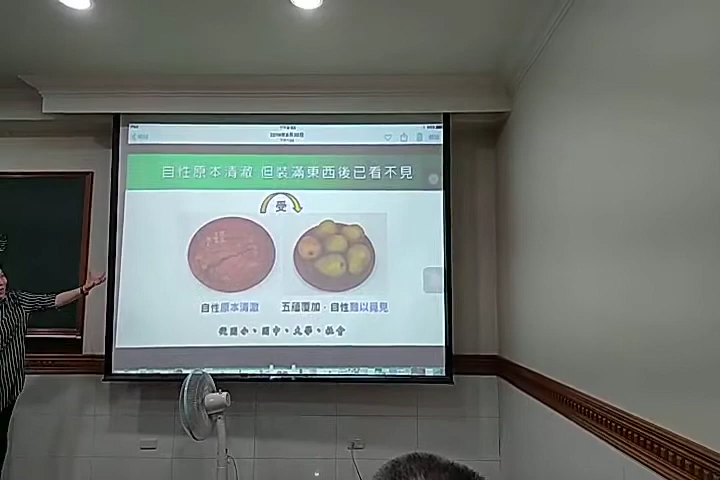 自性原本清澈 但裝滿東西後已看不見
受
自性原本清澈
五蘊覆加，自性難以覓見
從國小、國中、大學、社會